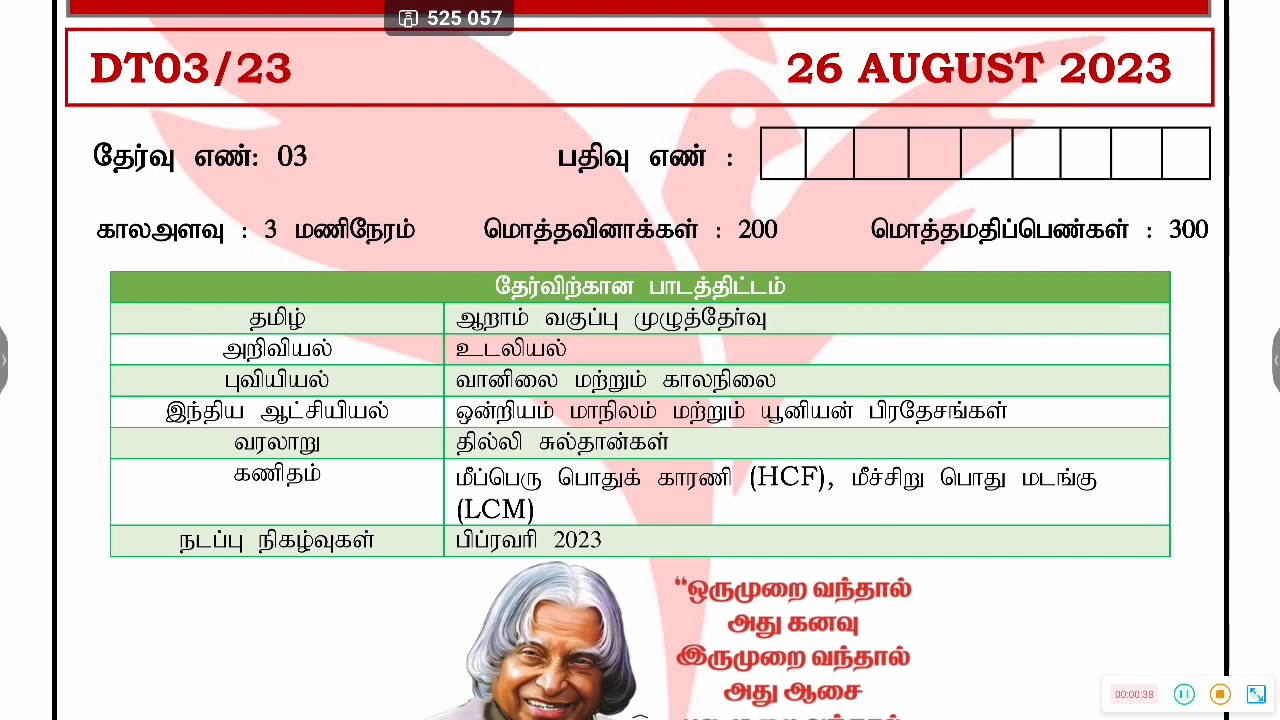 525 057
DT03/23 26 AUGUST 2023
தேர்வு எண்: 03 பதிவு எண் :
காலஅளவு : 3 மணிநேரம் மொத்தவினாக்கள் : 200 மொத்தமதிப்பெண்கள் : 300
தேர்விற்கான பாடத்திட்டம்
தமிழ் ஆறாம் வகுப்பு முழுத்தேர்வு
அறிவியல் உடலியல்
புவியியல் வானிலை மற்றும் காலநிலை
இந்திய ஆட்சியியல் ஒன்றியம் மாநிலம் மற்றும் யூனியன் பிரதேசங்கள்
வரலாறு தில்லி சுல்தான்கள்
கணிதம் மீப்பெரு பொதுக் காரணி (HCF), மீச்சிறு பொது மடங்கு
(LCM)
நடப்பு நிகழ்வுகள் பிப்ரவரி 2023
“ஒருமுறை வந்தால்
அது கனவு
இருமுறை வந்தால்
அது ஆசை
00:00:38